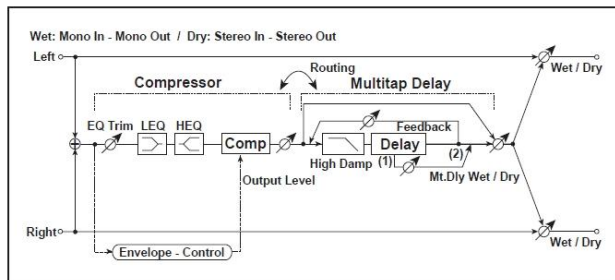 Wet: Mono In - Mono Out / Dry: Stereo In - Stereo Out
Left
Wet / Dry
Routing
Compressor
Multitap Delay
EQ Trim
LEQ
HEQ
Comp
Output Level
Feedback
High Damp
Delay
(1)
(2)
Mt.Dly Wet / Dry
Right
Envelope - Control
Wet / Dry